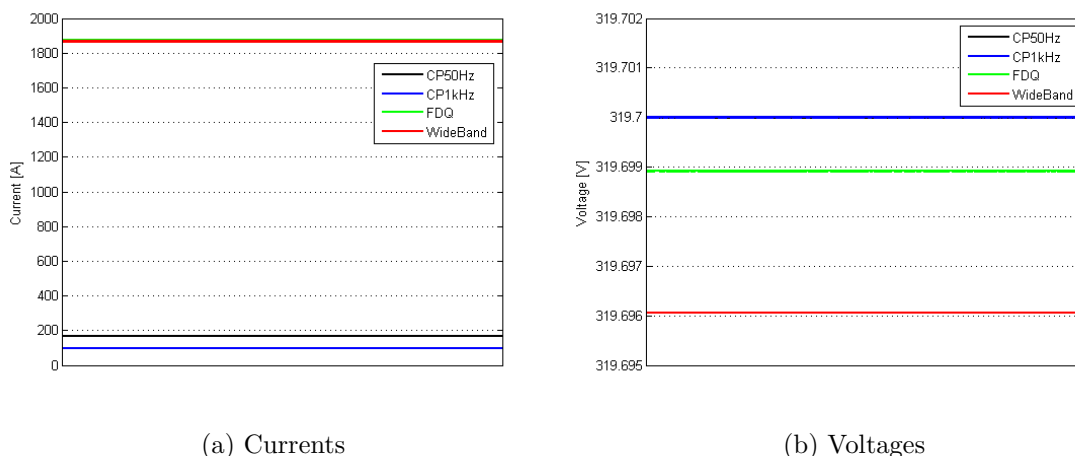 2000
1800
1600
1400
1200
1000
800
600
400
200
0
Current [A]
CP50Hz
CP1kHz
FDQ
WideBand
(a) Currents
319.702
319.701
319.7
319.699
319.698
319.697
319.696
319.695
Voltage [V]
CP50Hz
CP1kHz
FDQ
WideBand
(b) Voltages